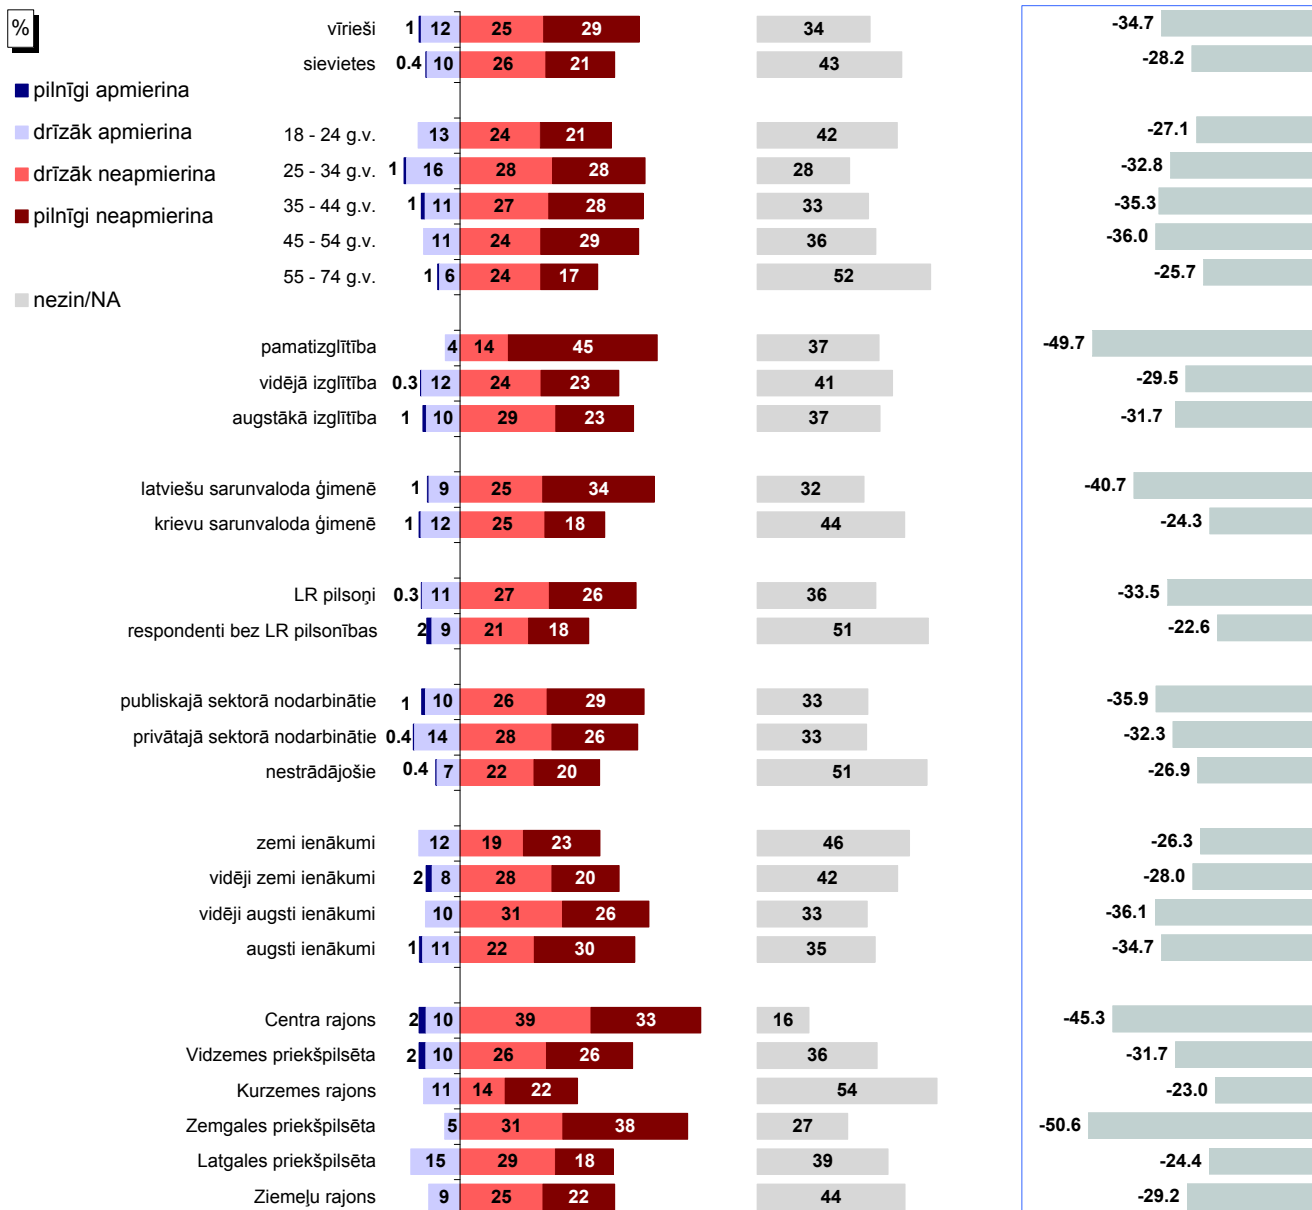 %
pilnīgi apmierina
drīzāk apmierina
drīzāk neapmierina
pilnīgi neapmierina
nezin/NA
vīrieši 1 12 25 29 34 -34.7
sievietes 0.4 10 26 21 43 -28.2
18 - 24 g.v. 13 24 21 42 -27.1
25 - 34 g.v. 1 16 28 28 28 -32.8
35 - 44 g.v. 1 11 27 28 33 -35.3
45 - 54 g.v. 11 24 29 36 -36.0
55 - 74 g.v. 1 6 24 17 52 -25.7
pamatizglītība 4 14 45 37 -49.7
vidējā izglītība 0.3 12 24 23 41 -29.5
augstākā izglītība 1 10 29 23 37 -31.7
latviešu sarunvaloda ģimenē 1 9 25 34 32 -40.7
krievu sarunvaloda ģimenē 1 12 25 18 44 -24.3
LR pilsoņi 0.3 11 27 26 36 -33.5
respondenti bez LR pilsonības 2 9 21 18 51 -22.6
publiskajā sektorā nodarbinātie 1 10 26 29 33 -35.9
privātajā sektorā nodarbinātie 0.4 14 28 26 33 -32.3
nestrādājošie 0.4 7 22 20 51 -26.9
zemi ienākumi 12 19 23 46 -26.3
vidēji zemi ienākumi 2 8 28 20 42 -28.0
vidēji augsti ienākumi 10 31 26 33 -36.1
augsti ienākumi 1 11 22 30 35 -34.7
Centra rajons 2 10 39 33 16 -45.3
Vidzemes priekšpilsēta 2 10 26 26 36 -31.7
Kurzemes rajons 11 14 22 54 -23.0
Zemgales priekšpilsēta 5 31 38 27 -50.6
Latgales priekšpilsēta 15 29 18 39 -24.4
Ziemeļu rajons 9 25 22 44 -29.2